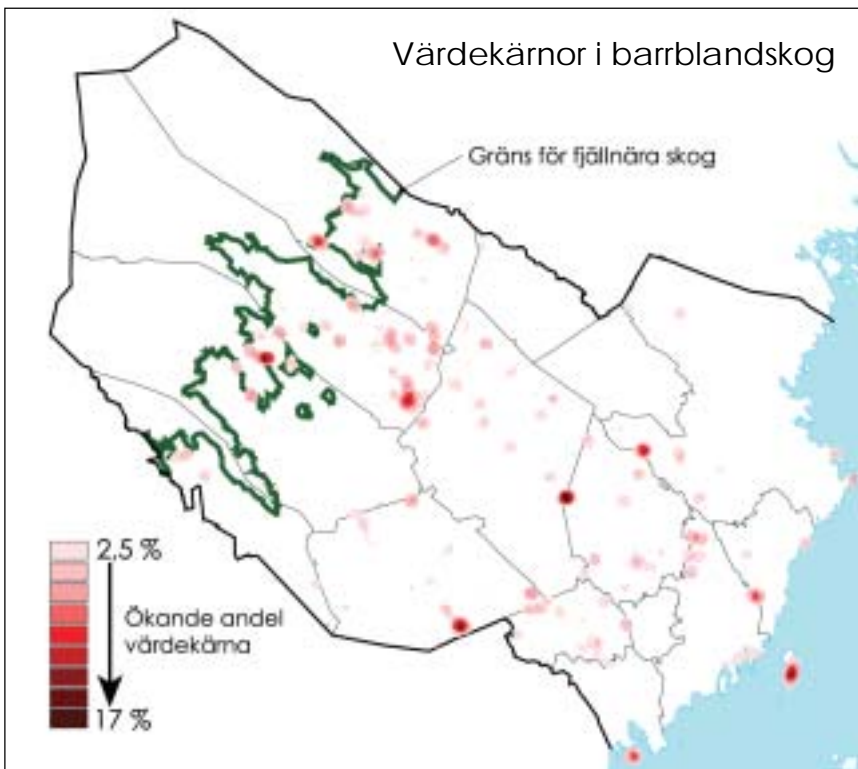 Värdekärnor i barrblandskog
Gräns för fjällnära skog
2,5 %
Ökande andel
värdekärna
17 %